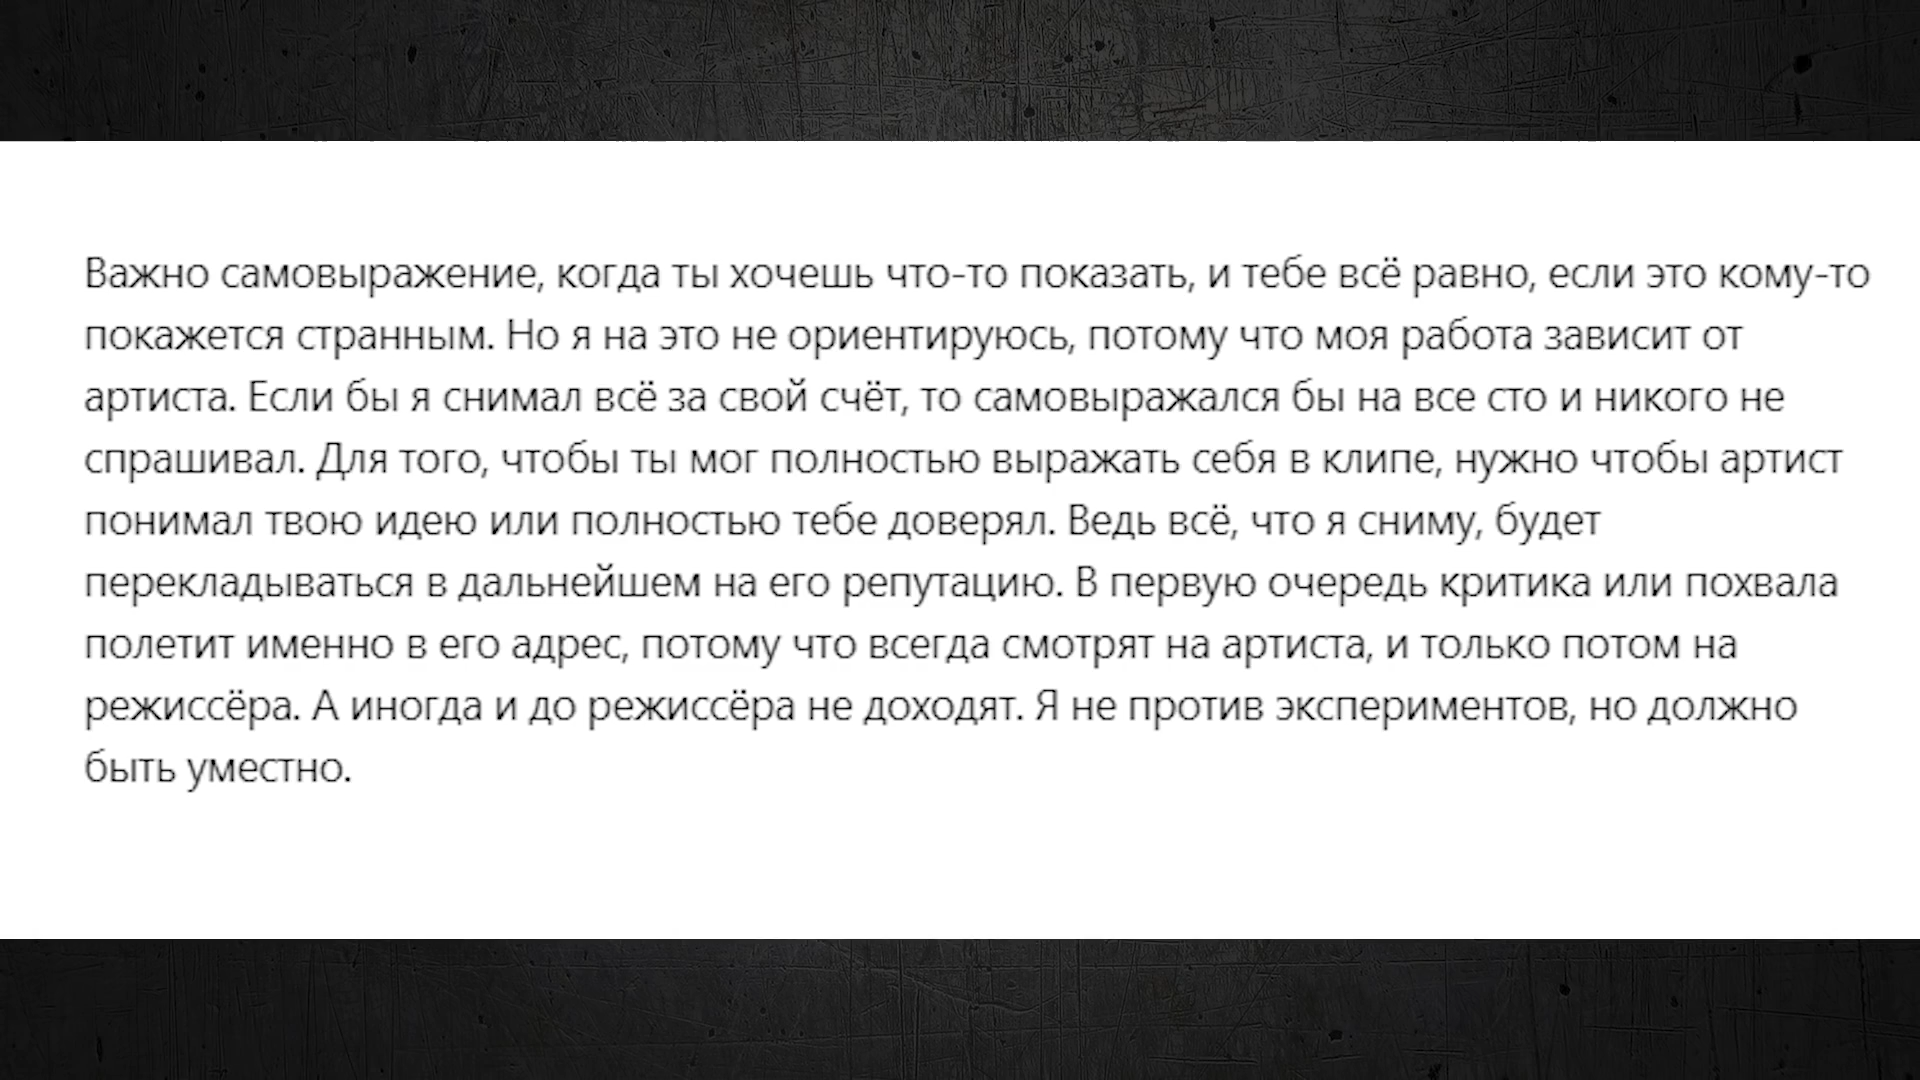 Важно самовыражение, когда ты хочешь что-то показать, и тебе всё равно, если это кому-то
покажется странным. Но я на это не ориентируюсь, потому что моя работа зависит от
артиста. Если бы я снимал всё за свой счёт, то самовыражался бы на все сто и никого не
спрашивал. Для того, чтобы ты мог полностью выражать себя в клипе, нужно чтобы артист
понимал твою идею или полностью тебе доверял. Ведь всё, что я сниму, будет
перекладываться в дальнейшем на его репутацию. В первую очередь критика или похвала
полетит именно в его адрес, потому что всегда смотрят на артиста, и только потом на
режиссёра. А иногда и до режиссёра не доходят. Я не против экспериментов, но должно
быть уместно.